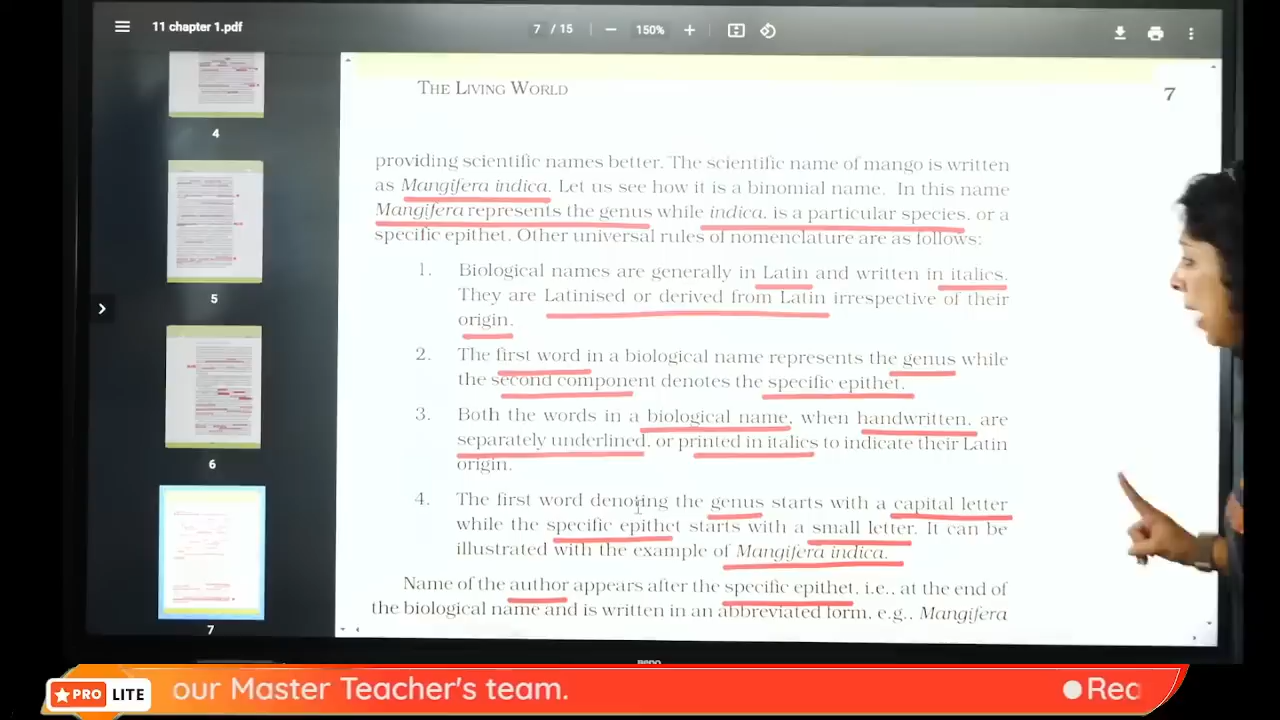 11 chapter 1.pdf
7 / 15
150%
4
5
6
7
THE LIVING WORLD
7
providing scientific names better. The scientific name of mango is written
as Mangifera indica. Let us see how it is a binomial name. In this name
Mangifera represents the genus while indica, is a particular species, or a
specific epithet. Other universal rules of nomenclature are as follows:
1. Biological names are generally in Latin and written in italics.
They are Latinised or derived from Latin irrespective of their
origin.
2. The first word in a biological name represents the genus while
the second component denotes the specific epithet.
3. Both the words in a biological name, when handwritten, are
separately underlined, or printed in italics to indicate their Latin
origin.
4. The first word denoting the genus starts with a capital letter
while the specific epithet starts with a small letter. It can be
illustrated with the example of Mangifera indica.
Name of the author appears after the specific epithet, i.e., at the end of
the biological name and is written in an abbreviated form, e.g., Mangifera
PRO LITE
our Master Teacher's team.